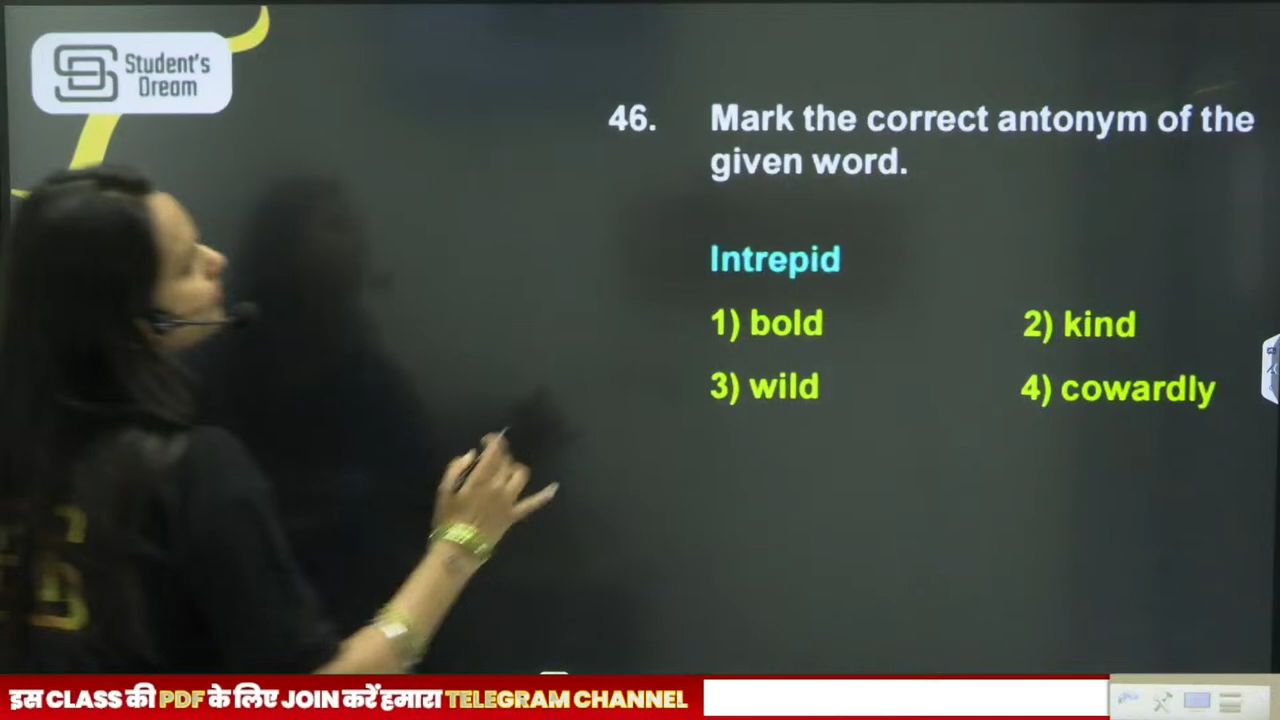 Student's
Dream
46. Mark the correct antonym of the
given word.
Intrepid
1) bold 2) kind
3) wild 4) cowardly
इस CLASS की PDF के लिए JOIN करें हमारा TELEGRAM CHANNEL